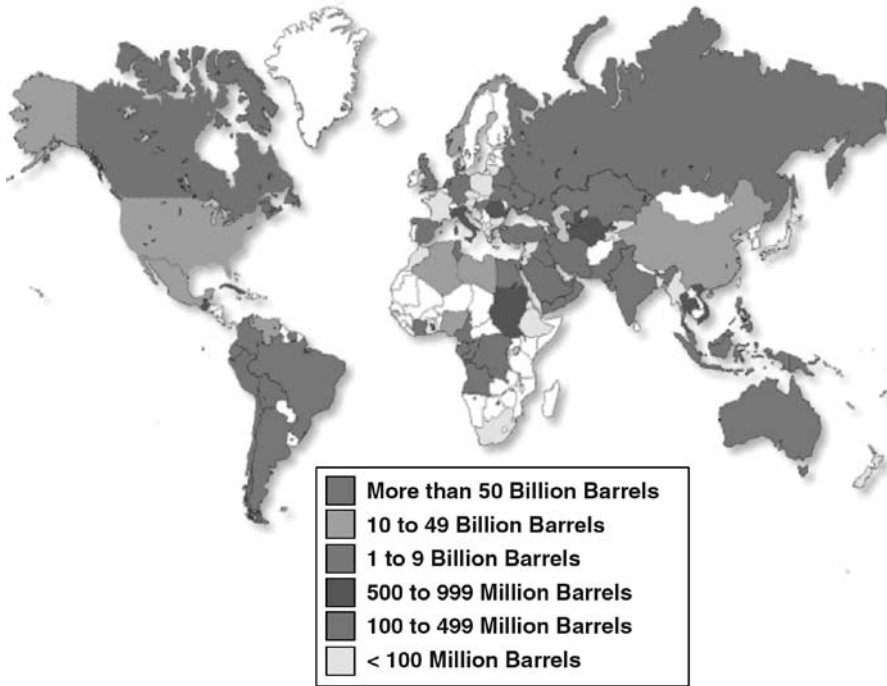 More than 50 Billion Barrels
10 to 49 Billion Barrels
1 to 9 Billion Barrels
500 to 999 Million Barrels
100 to 499 Million Barrels
< 100 Million Barrels